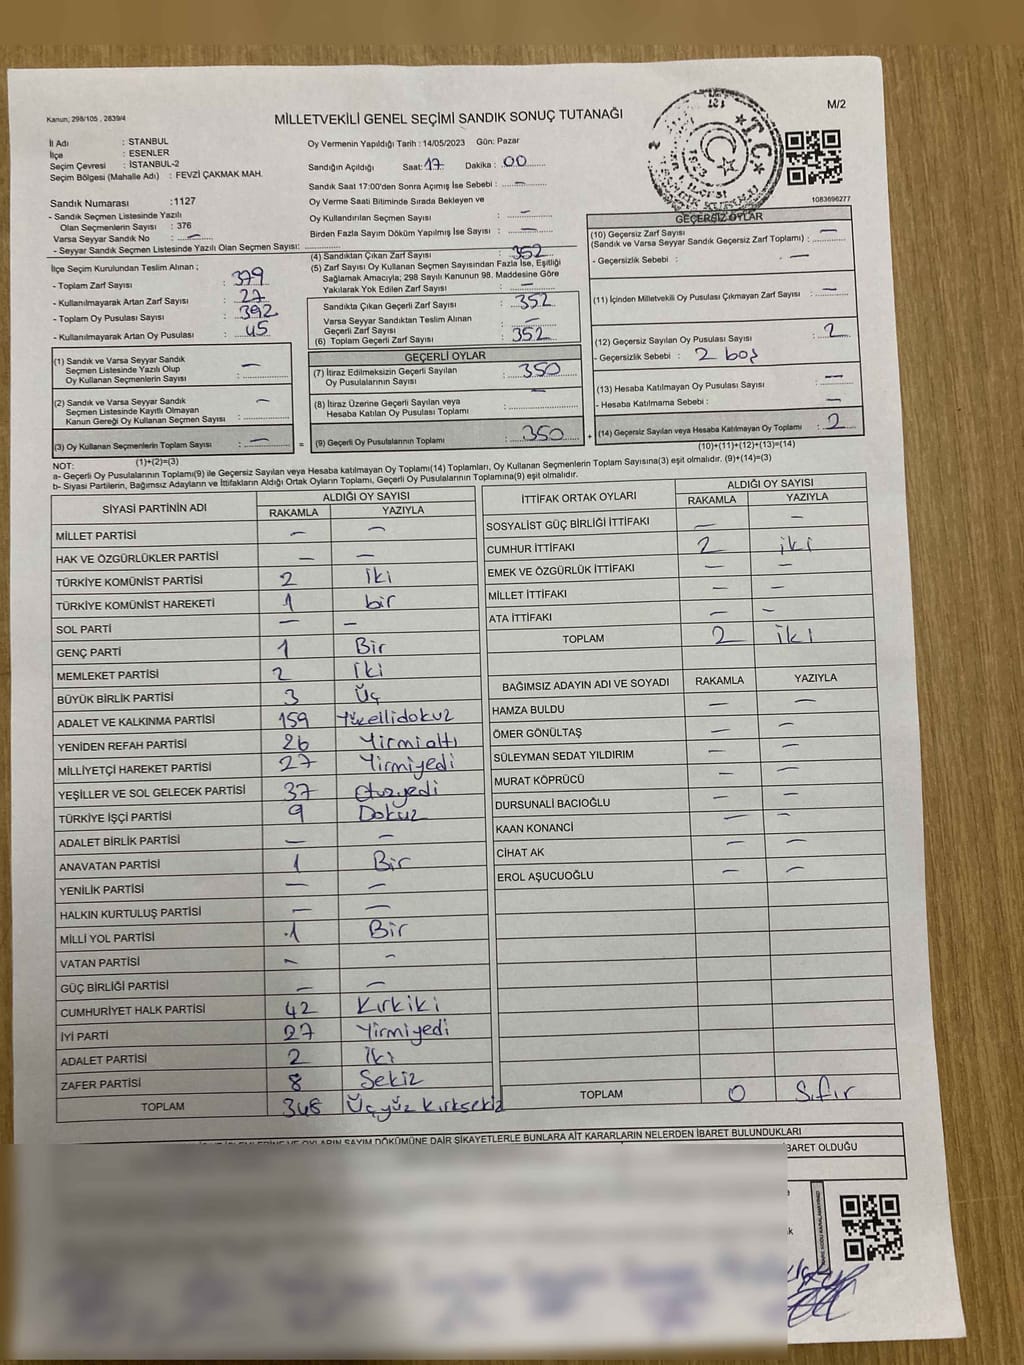 Kanun; 298/105 , 2839/4
MİLLETVEKİLİ GENEL SEÇİMİ SANDIK SONUÇ TUTANAĞI
M/2
İl Adı : STANBUL
İlçe : ESENLER
Seçim Çevresi : İSTANBUL-2
Seçim Bölgesi (Mahalle Adı) : FEVZİ ÇAKMAK MAH.
Oy Vermenin Yapıldığı Tarih : 14/05/2023 Gün: Pazar
Sandığın Açıldığı Saat: 17 Dakika : 00
Sandık Saat 17:00'den Sonra Açımış İse Sebebi : —
Oy Verme Saati Bitiminde Sırada Bekleyen ve
Oy Kullandırılan Seçmen Sayısı : —
Birden Fazla Sayım Döküm Yapılmış İse Sayısı : —
T.C.
1083696277
Sandık Numarası :1127
- Sandık Seçmen Listesinde Yazılı
Olan Seçmenlerin Sayısı : 376
Varsa Seyyar Sandık No : —
- Seyyar Sandık Seçmen Listesinde Yazılı Olan Seçmen Sayısı:
İlçe Seçim Kurulundan Teslim Alınan ;
- Toplam Zarf Sayısı : 379
- Kullanılmayarak Artan Zarf Sayısı : 27
- Toplam Oy Pusulası Sayısı : 392
- Kullanılmayarak Artan Oy Pusulası : 45
(4) Sandıktan Çıkan Zarf Sayısı : 352
(5) Zarf Sayısı Oy Kullanan Seçmen Sayısından Fazla İse, Eşitliği
Sağlamak Amacıyla; 298 Sayılı Kanunun 98. Maddesine Göre
Yakılarak Yok Edilen Zarf Sayısı : —
Sandıkta Çıkan Geçerli Zarf Sayısı : 352
Varsa Seyyar Sandıktan Teslim Alınan
Geçerli Zarf Sayısı : —
(6) Toplam Geçerli Zarf Sayısı : 352
GEÇERSİZ OYLAR
(10) Geçersiz Zarf Sayısı
(Sandık ve Varsa Seyyar Sandık Geçersiz Zarf Toplamı) : —
- Geçersizlik Sebebi : —
(11) İçinden Milletvekili Oy Pusulası Çıkmayan Zarf Sayısı : —
(12) Geçersiz Sayılan Oy Pusulası Sayısı : 2
- Geçersizlik Sebebi : 2 boş
(13) Hesaba Katılmayan Oy Pusulası Sayısı : —
- Hesaba Katılmama Sebebi : —
(14) Geçersiz Sayılan veya Hesaba Katılmayan Oy Toplamı : 2
(10)+(11)+(12)+(13)=(14)
(1) Sandık ve Varsa Seyyar Sandık
Seçmen Listesinde Yazılı Olup
Oy Kullanan Seçmenlerin Sayısı : —
(2) Sandık ve Varsa Seyyar Sandık
Seçmen Listesinde Kayıtlı Olmayan
Kanun Gereği Oy Kullanan Seçmen Sayısı : —
(3) Oy Kullanan Seçmenlerin Toplam Sayısı : —
(1)+(2)=(3)
GEÇERLİ OYLAR
(7) İtiraz Edilmeksizin Geçerli Sayılan
Oy Pusulalarının Sayısı : 350
(8) İtiraz Üzerine Geçerli Sayılan veya
Hesaba Katılan Oy Pusulası Toplamı : —
= (9) Geçerli Oy Pusulalarının Toplamı : 350 +
NOT:
a- Geçerli Oy Pusulalarının Toplamı(9) ile Geçersiz Sayılan veya Hesaba katılmayan Oy Toplamı(14) Toplamları, Oy Kullanan Seçmenlerin Toplam Sayısına(3) eşit olmalıdır. (9)+(14)=(3)
b- Siyasi Partilerin, Bağımsız Adayların ve İttifakların Aldığı Ortak Oyların Toplamı, Geçerli Oy Pusulalarının Toplamına(9) eşit olmalıdır.
SİYASİ PARTİNİN ADI ALDIĞI OY SAYISI
RAKAMLA YAZIYLA
MİLLET PARTİSİ — —
HAK VE ÖZGÜRLÜKLER PARTİSİ — —
TÜRKİYE KOMÜNİST PARTİSİ 2 İki
TÜRKİYE KOMÜNİST HAREKETİ 1 bir
SOL PARTİ — —
GENÇ PARTİ 1 Bir
MEMLEKET PARTİSİ 2 İki
BÜYÜK BİRLİK PARTİSİ 3 Üç
ADALET VE KALKINMA PARTİSİ 159 Yüzellidokuz
YENİDEN REFAH PARTİSİ 26 Yirmialtı
MİLLİYETÇİ HAREKET PARTİSİ 27 Yirmiyedi
YEŞİLLER VE SOL GELECEK PARTİSİ 37 Otuzyedi
TÜRKİYE İŞÇİ PARTİSİ 9 Dokuz
ADALET BİRLİK PARTİSİ — —
ANAVATAN PARTİSİ 1 Bir
YENİLİK PARTİSİ — —
HALKIN KURTULUŞ PARTİSİ — —
MİLLİ YOL PARTİSİ 1 Bir
VATAN PARTİSİ — —
GÜÇ BİRLİĞİ PARTİSİ — —
CUMHURİYET HALK PARTİSİ 42 Kırkiki
İYİ PARTİ 27 Yirmiyedi
ADALET PARTİSİ 2 İki
ZAFER PARTİSİ 8 Sekiz
TOPLAM 348 Üçyüz kırksekiz
İTTİFAK ORTAK OYLARI ALDIĞI OY SAYISI
RAKAMLA YAZIYLA
SOSYALİST GÜÇ BİRLİĞİ İTTİFAKI — —
CUMHUR İTTİFAKI 2 iki
EMEK VE ÖZGÜRLÜK İTTİFAKI — —
MİLLET İTTİFAKI — —
ATA İTTİFAKI — —
TOPLAM 2 iki
BAĞIMSIZ ADAYIN ADI VE SOYADI RAKAMLA YAZIYLA
HAMZA BULDU — —
ÖMER GÖNÜLTAŞ — —
SÜLEYMAN SEDAT YILDIRIM — —
MURAT KÖPRÜCÜ — —
DURSUNALİ BACIOĞLU — —
KAAN KONANCİ — —
CİHAT AK — —
EROL AŞUCUOĞLU — —
TOPLAM 0 Sıfır
OYLARIN SAYIM DÖKÜMÜNE DAİR ŞİKAYETLERLE BUNLARA AİT KARARLARIN NELERDEN İBARET BULUNDUKLARI
BARET OLDUĞU